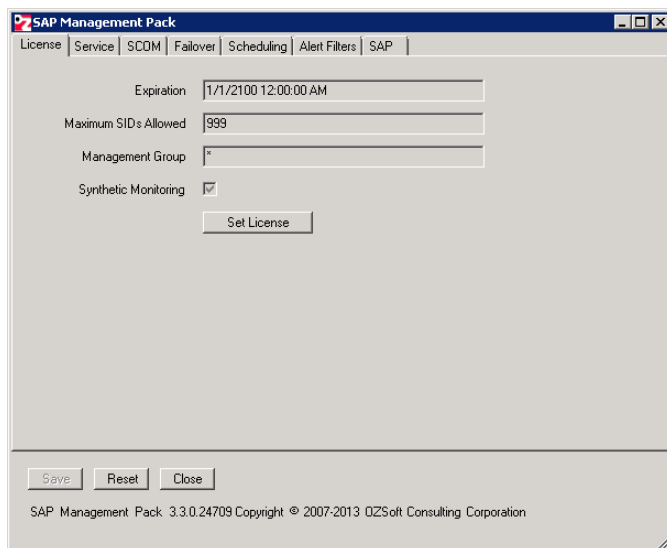 SAP Management Pack
License Service SCOM Failover Scheduling Alert Filters SAP
Expiration 1/1/2100 12:00:00 AM
Maximum SIDs Allowed 999
Management Group *
Synthetic Monitoring
Set License
Save Reset Close
SAP Management Pack 3.3.0.24709 Copyright © 2007-2013 OZSoft Consulting Corporation